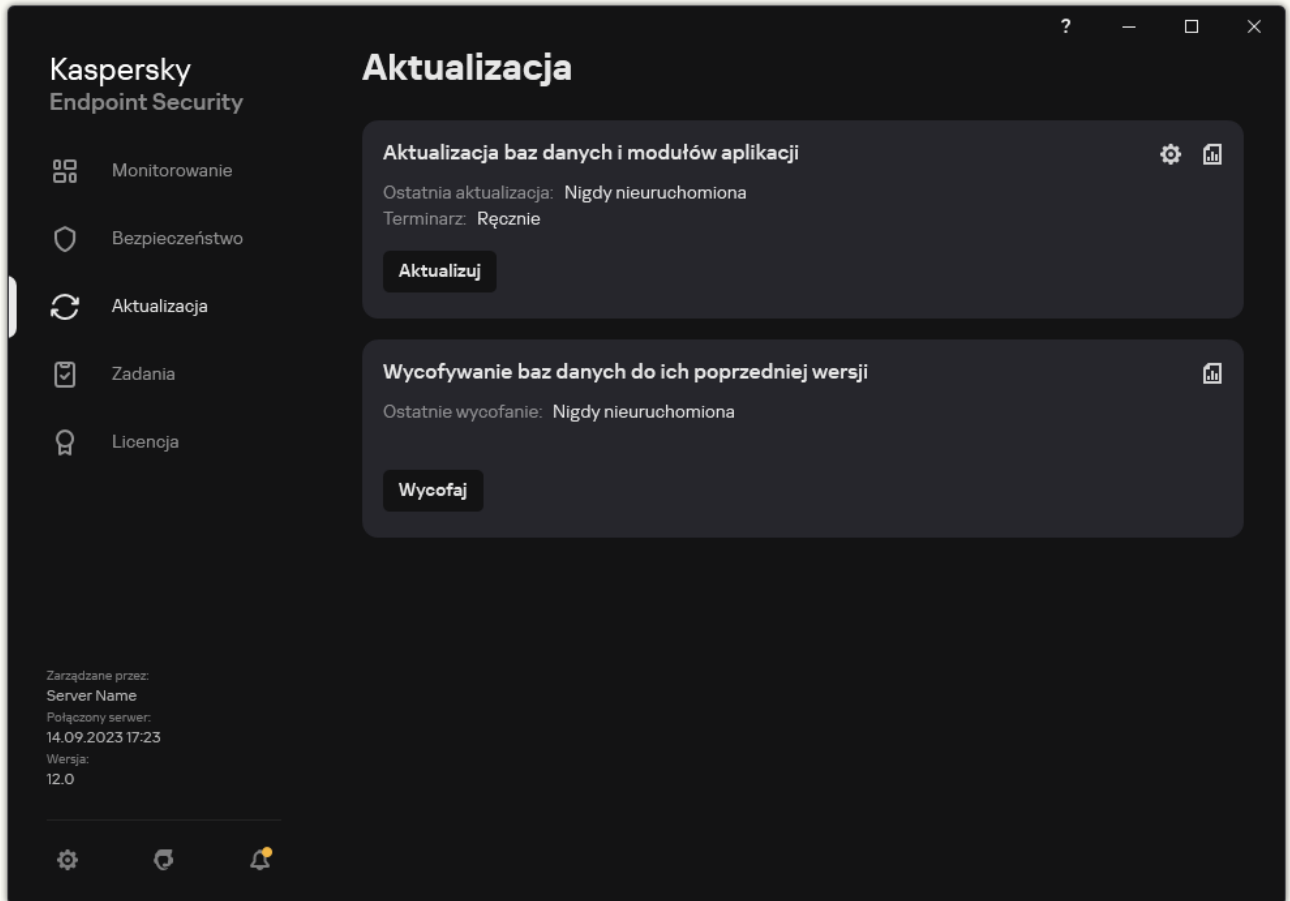 ?
Kaspersky
Endpoint Security
Monitorowanie
Bezpieczeństwo
Aktualizacja
Zadania
Licencja
Zarządzane przez:
Server Name
Połączony serwer:
14.09.2023 17:23
Wersja:
12.0
Aktualizacja
Aktualizacja baz danych i modułów aplikacji
Ostatnia aktualizacja: Nigdy nieuruchomiona
Terminarz: Ręcznie
Aktualizuj
Wycofywanie baz danych do ich poprzedniej wersji
Ostatnie wycofanie: Nigdy nieuruchomiona
Wycofaj